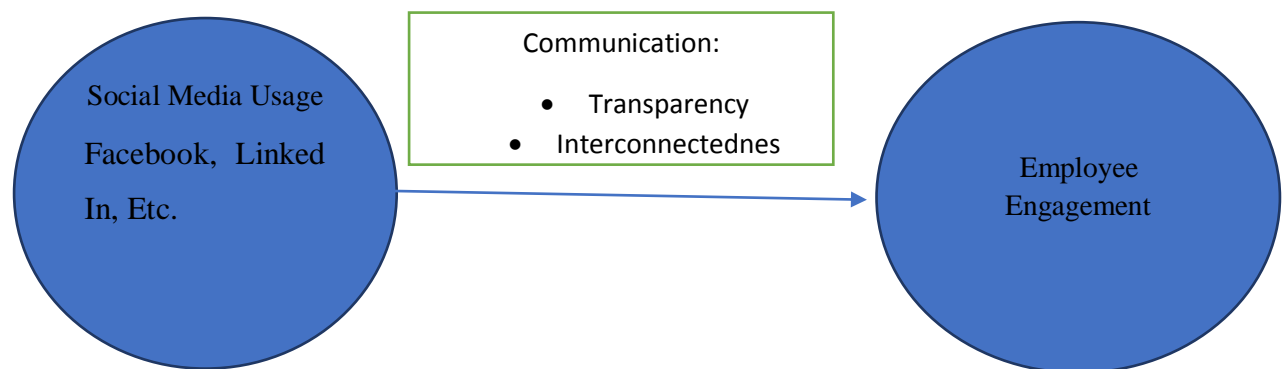 Social Media Usage
Facebook, Linked
In, Etc.
Communication:
• Transparency
• Interconnectednes
Employee
Engagement